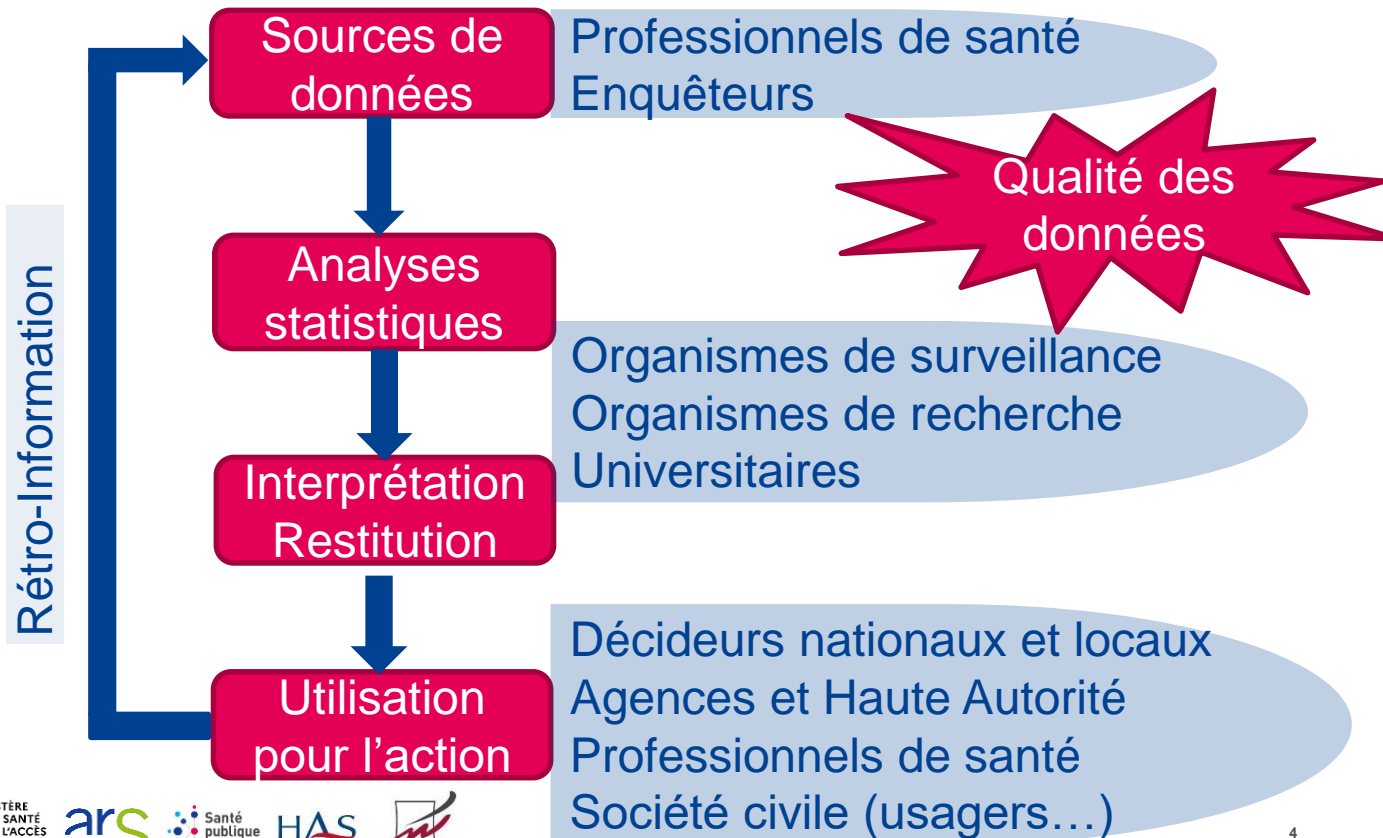 Sources de
données
Professionnels de santé
Enquêteurs
Qualité des
données
Analyses
statistiques
Organismes de surveillance
Organismes de recherche
Universitaires
Interprétation
Restitution
Rétro-Information
Utilisation
pour l’action
Décideurs nationaux et locaux
Agences et Haute Autorité
Professionnels de santé
Société civile (usagers…)
SANTÉ
L'ACCÈS
ars
Santé
publique
HAS
4